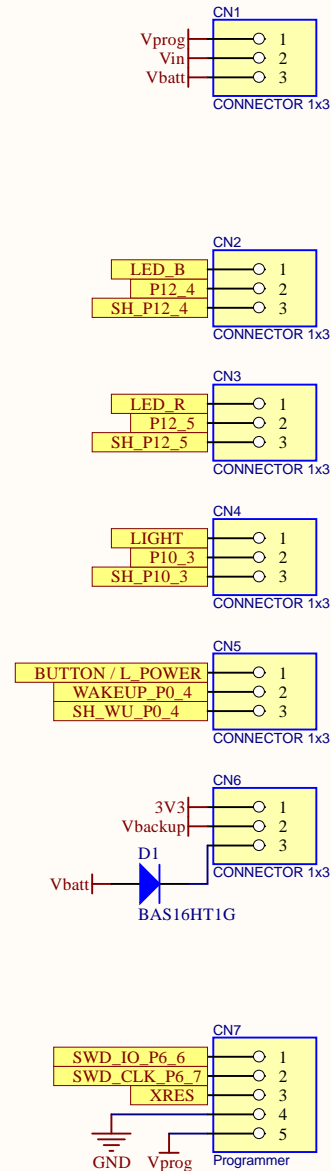 CN1
Vprog 1
Vin 2
Vbatt 3
CONNECTOR 1x3
CN2
LED_B 1
P12_4 2
SH_P12_4 3
CONNECTOR 1x3
CN3
LED_R 1
P12_5 2
SH_P12_5 3
CONNECTOR 1x3
CN4
LIGHT 1
P10_3 2
SH_P10_3 3
CONNECTOR 1x3
CN5
BUTTON / L_POWER 1
WAKEUP_P0_4 2
SH_WU_P0_4 3
CONNECTOR 1x3
CN6
3V3 1
Vbackup 2
3
D1
CONNECTOR 1x3
Vbatt
BAS16HT1G
CN7
SWD_IO_P6_6 1
SWD_CLK_P6_7 2
XRES 3
4
5
GND Vprog Programmer